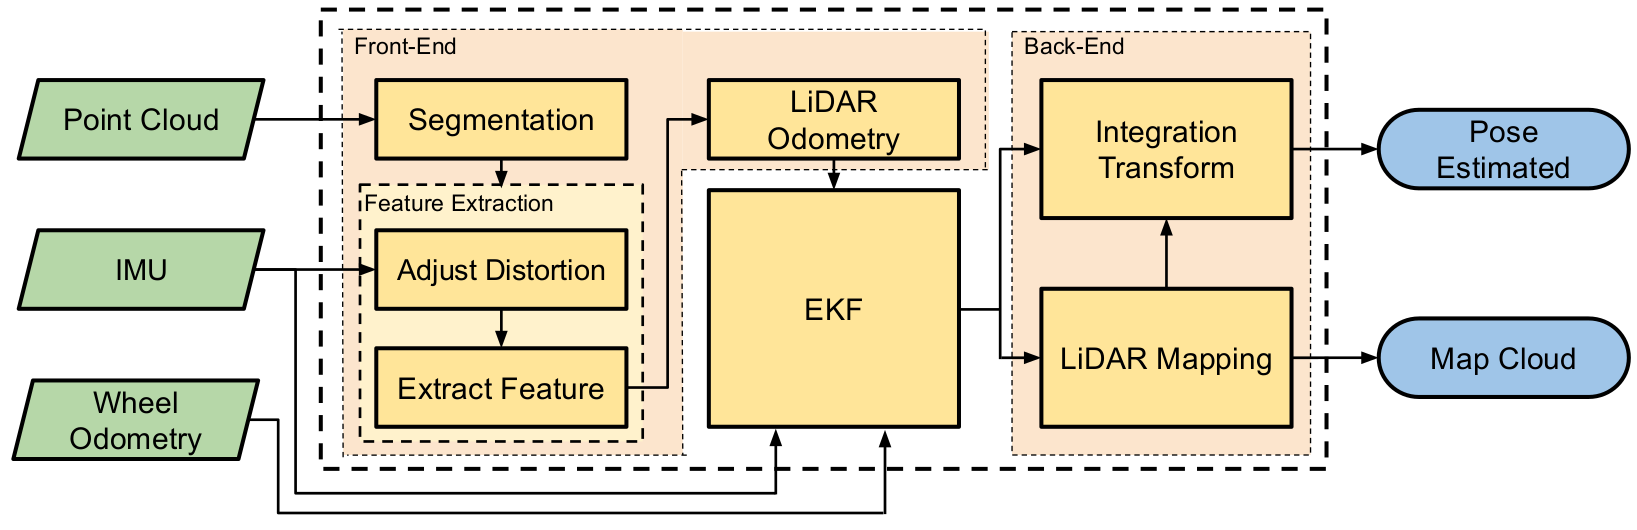 Front-End
Back-End
Point Cloud
Segmentation
LiDAR
Odometry
Integration
Transform
Pose
Estimated
Feature Extraction
IMU
Adjust Distortion
EKF
Extract Feature
LiDAR Mapping
Map Cloud
Wheel
Odometry